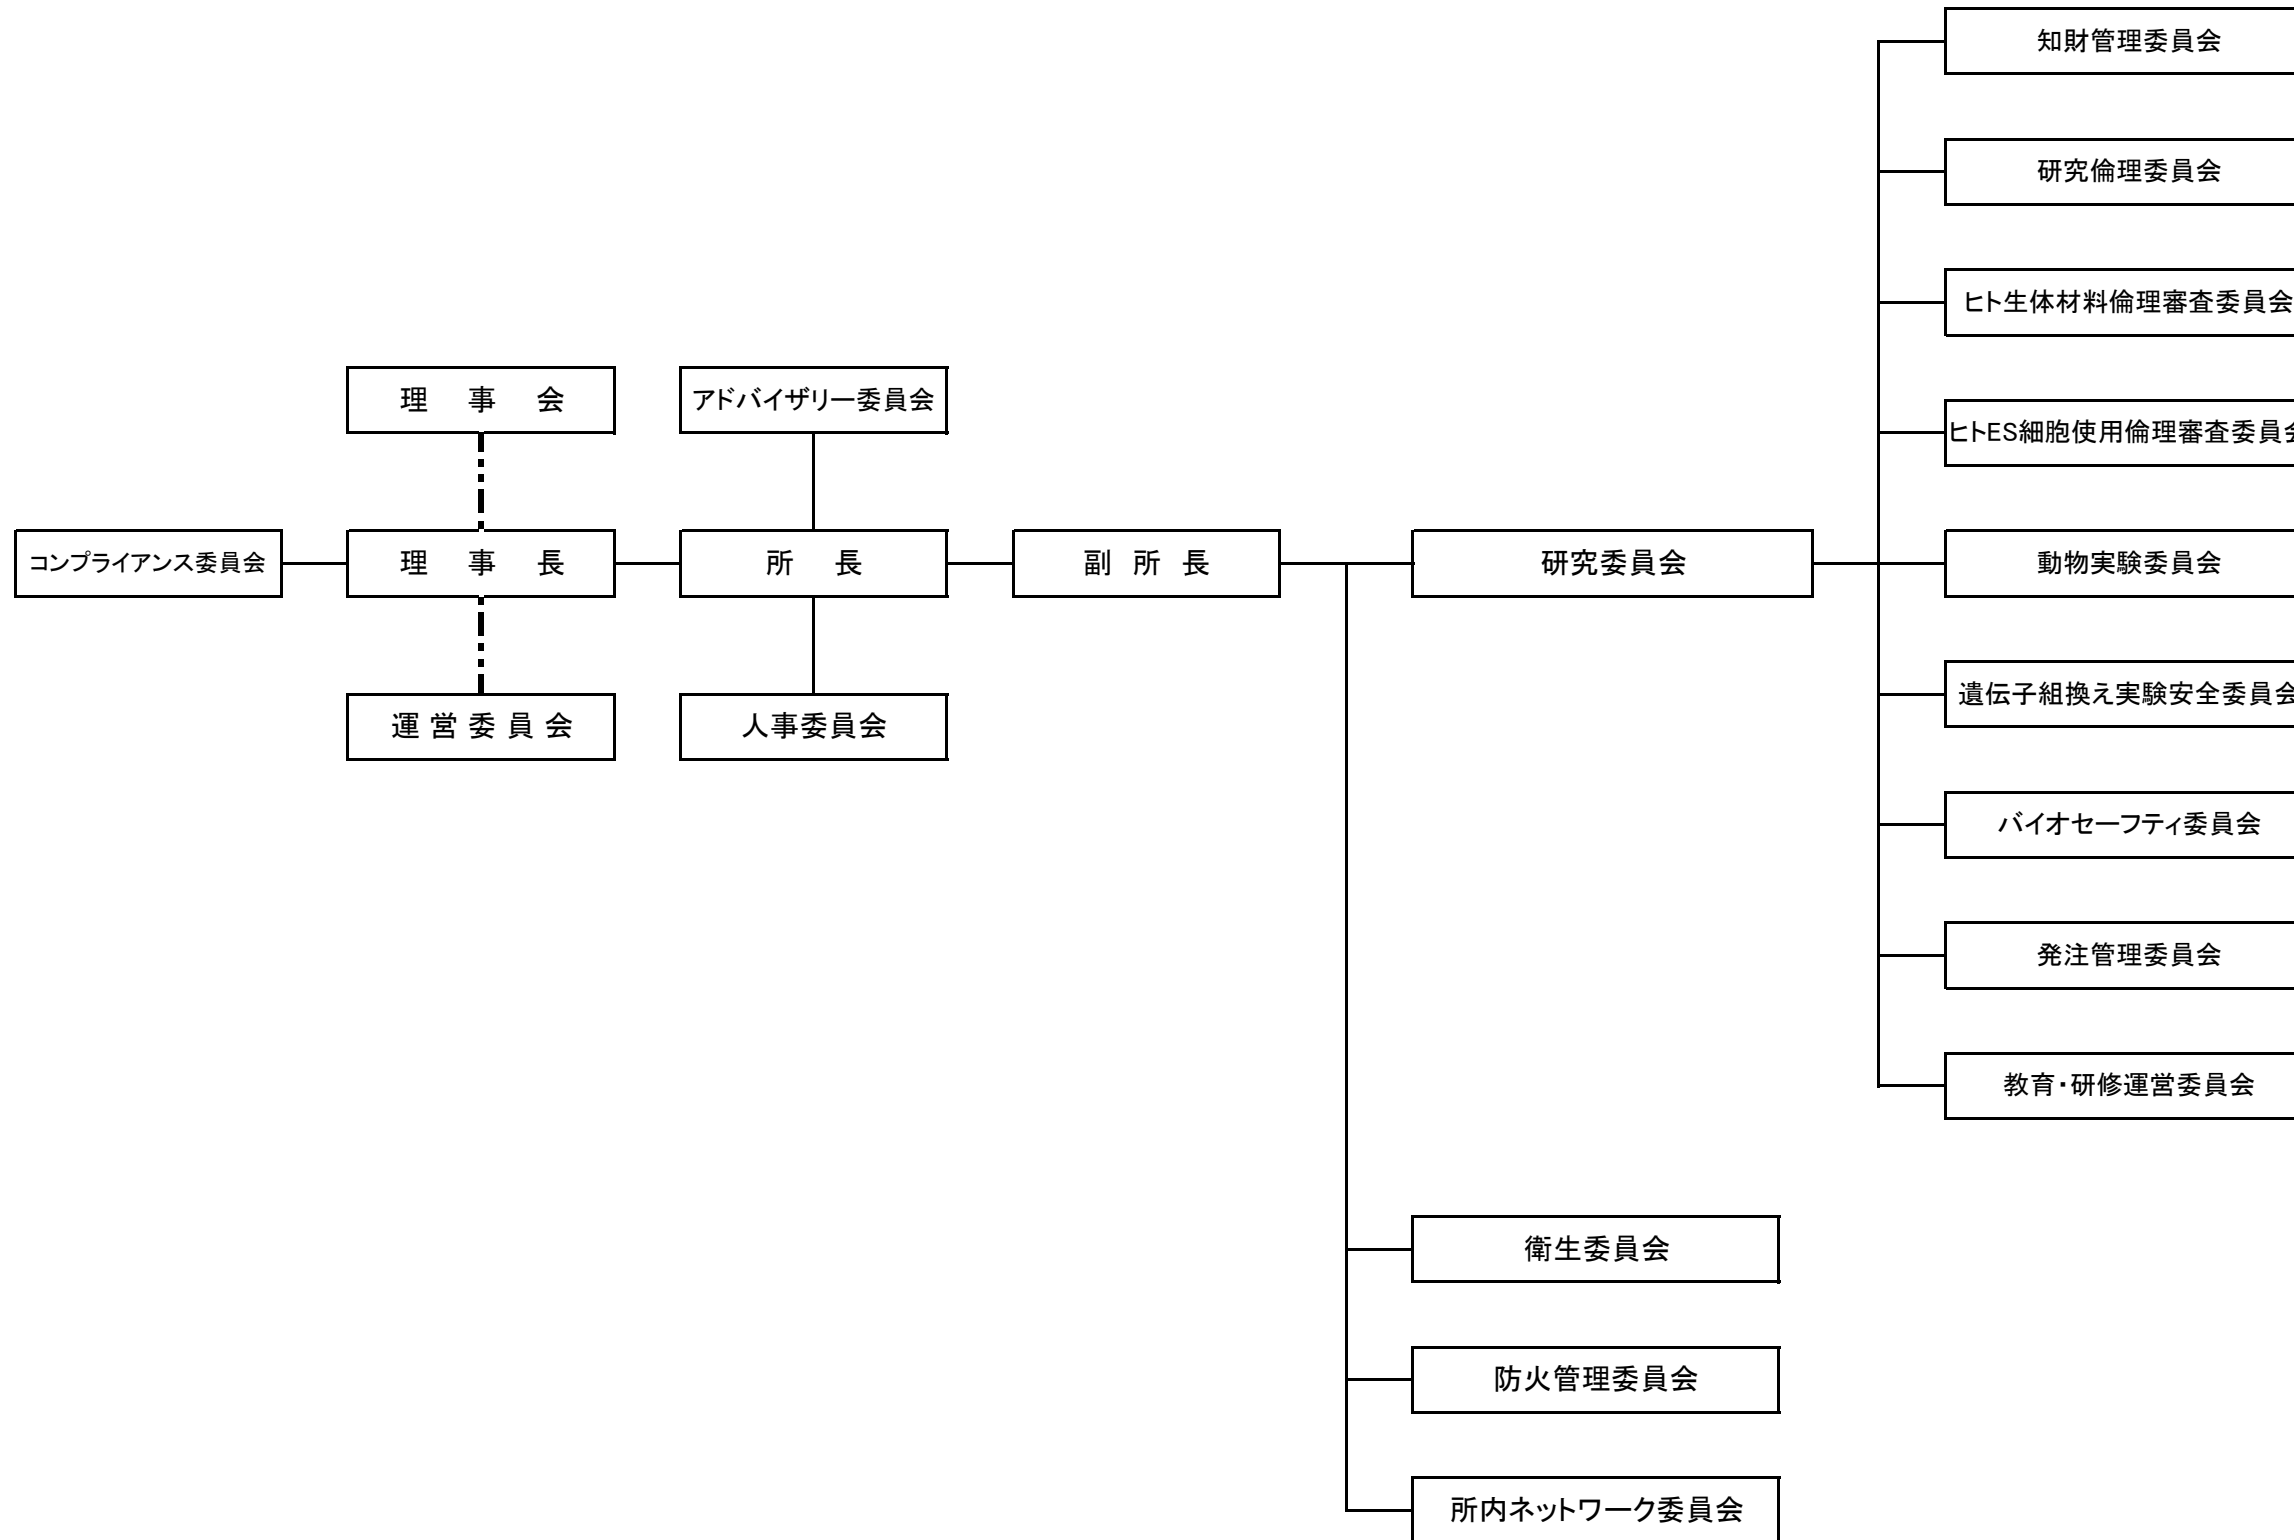 知財管理委員会
研究倫理委員会
ヒト生体材料倫理審査委員会
理 事 会
アドバイザリー委員会
ヒトES細胞使用倫理審査委員会
コンプライアンス委員会
理 事 長
所 長
副 所 長
研究委員会
動物実験委員会
運 営 委 員 会
人事委員会
遺伝子組換え実験安全委員会
バイオセーフティ委員会
発注管理委員会
教育・研修運営委員会
衛生委員会
防火管理委員会
所内ネットワーク委員会